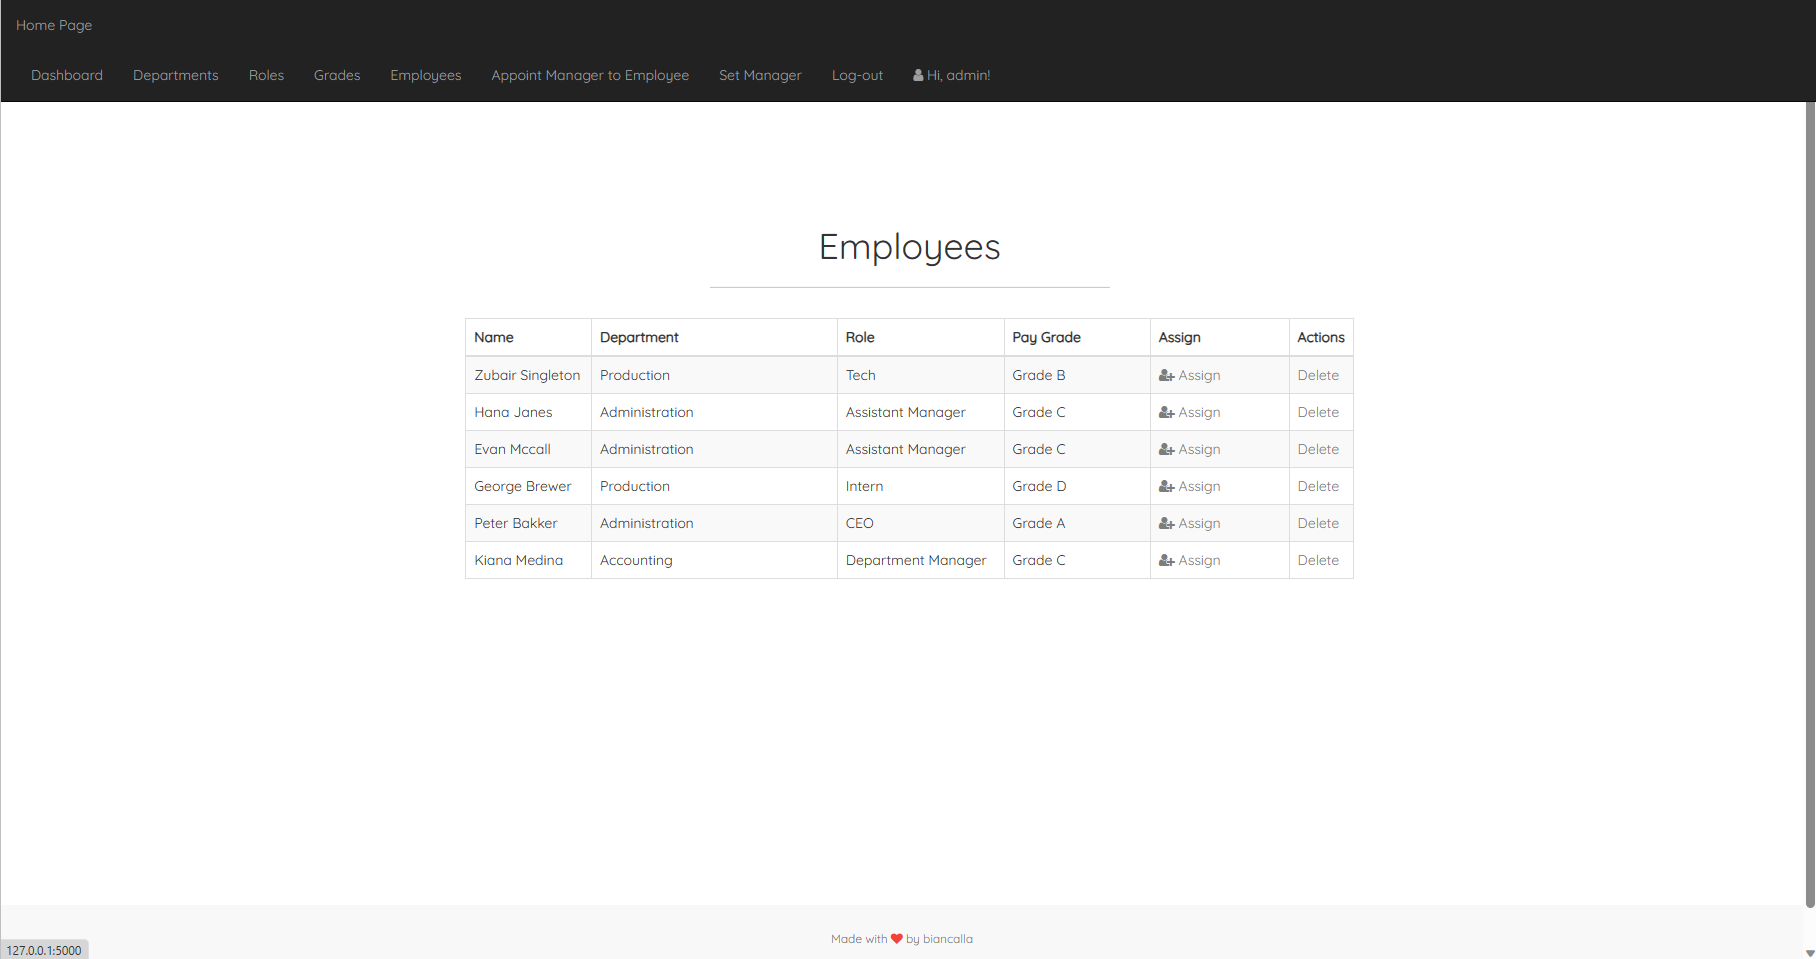 Home Page
Dashboard Departments Roles Grades Employees Appoint Manager to Employee Set Manager Log-out Hi, admin!
Employees
Name Department Role Pay Grade Assign Actions
Zubair Singleton Production Tech Grade B Assign Delete
Hana Janes Administration Assistant Manager Grade C Assign Delete
Evan Mccall Administration Assistant Manager Grade C Assign Delete
George Brewer Production Intern Grade D Assign Delete
Peter Bakker Administration CEO Grade A Assign Delete
Kiana Medina Accounting Department Manager Grade C Assign Delete
Made with ❤ by biancalla
127.0.0.1:5000